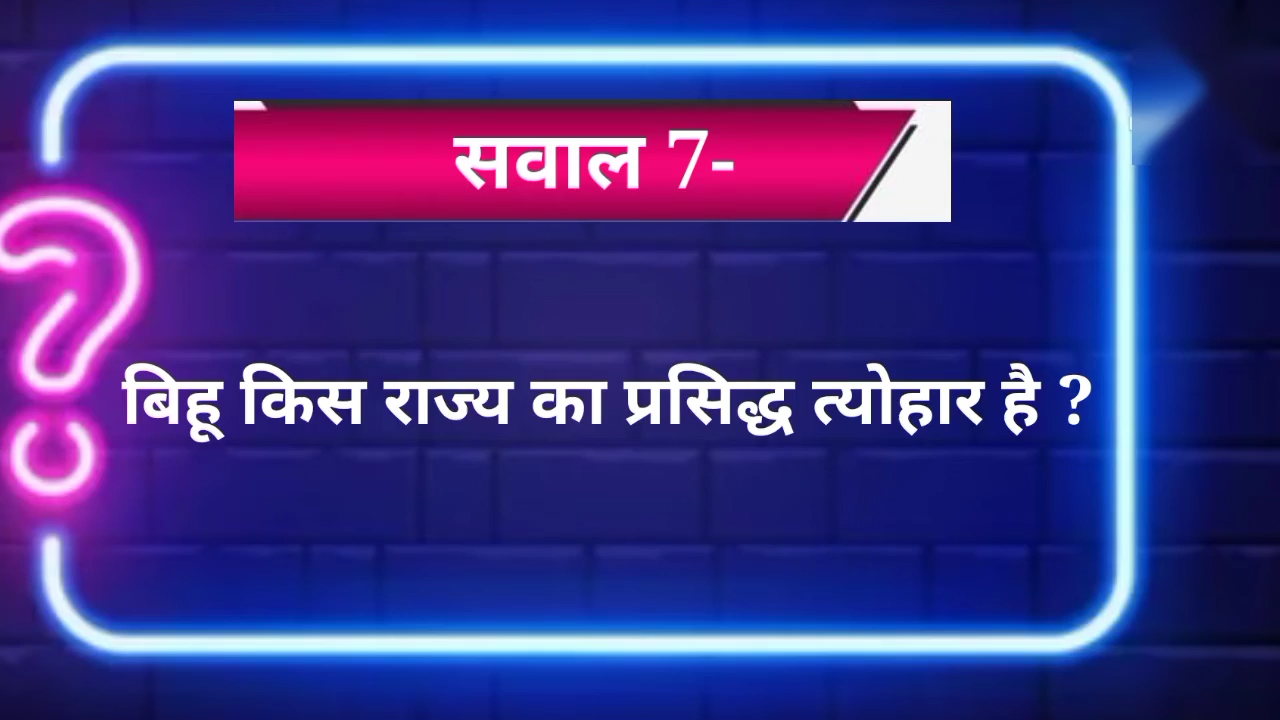 सवाल 7-
बिहू किस राज्य का प्रसिद्ध त्योहार है ?